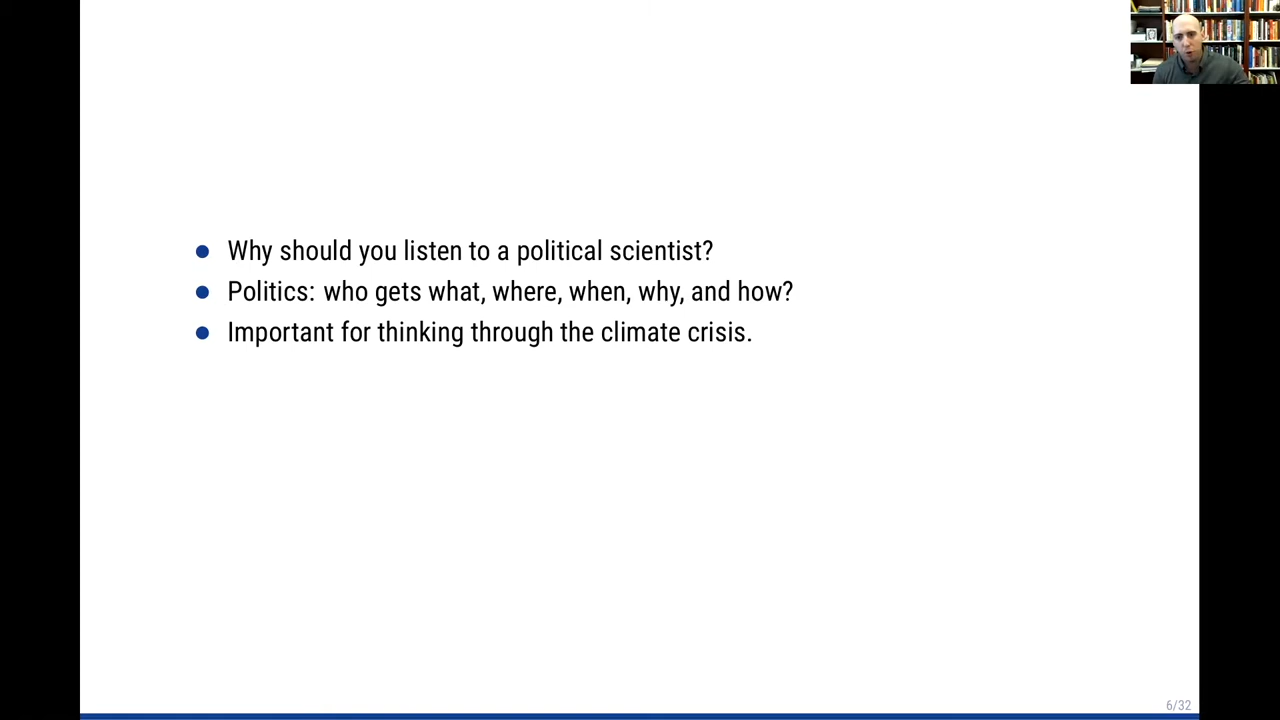 Why should you listen to a political scientist?
Politics: who gets what, where, when, why, and how?
Important for thinking through the climate crisis.
6/32